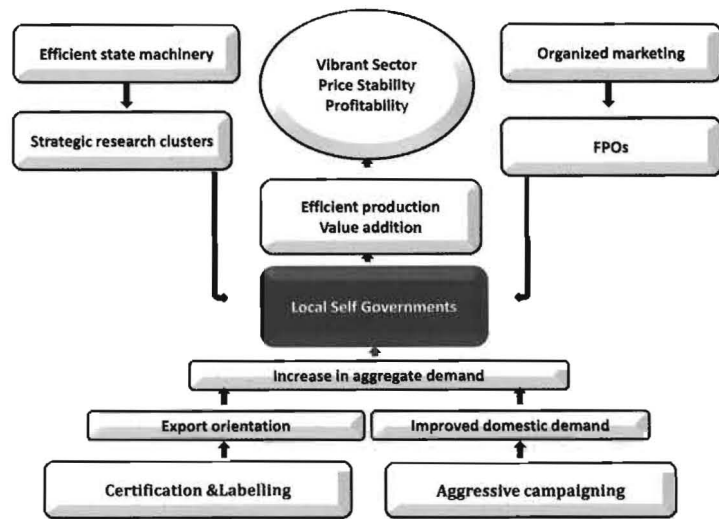 Efficient state machinery
Vibrant Sector
Price Stability
Profitability
Organized marketing
Strategic research clusters
FPOs
Efficient production
Value addition
Local Self Governments
Increase in aggregate demand
Export orientation
Improved domestic demand
Certification &Labelling
Aggressive campaigning